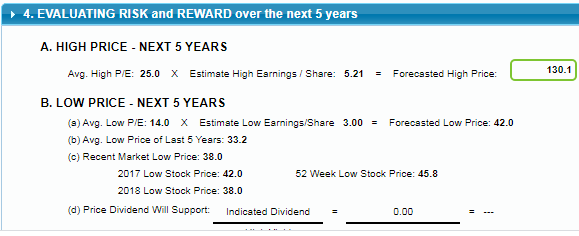 4. EVALUATING RISK and REWARD over the next 5 years
A. HIGH PRICE - NEXT 5 YEARS
Avg. High P/E: 25.0 X Estimate High Earnings / Share: 5.21 = Forecasted High Price: 130.1
B. LOW PRICE - NEXT 5 YEARS
(a) Avg. Low P/E: 14.0 X Estimate Low Earnings/Share 3.00 = Forecasted Low Price: 42.0
(b) Avg. Low Price of Last 5 Years: 33.2
(c) Recent Market Low Price: 38.0
2017 Low Stock Price: 42.0 52 Week Low Stock Price: 45.8
2018 Low Stock Price: 38.0
(d) Price Dividend Will Support: Indicated Dividend = 0.00 = ---